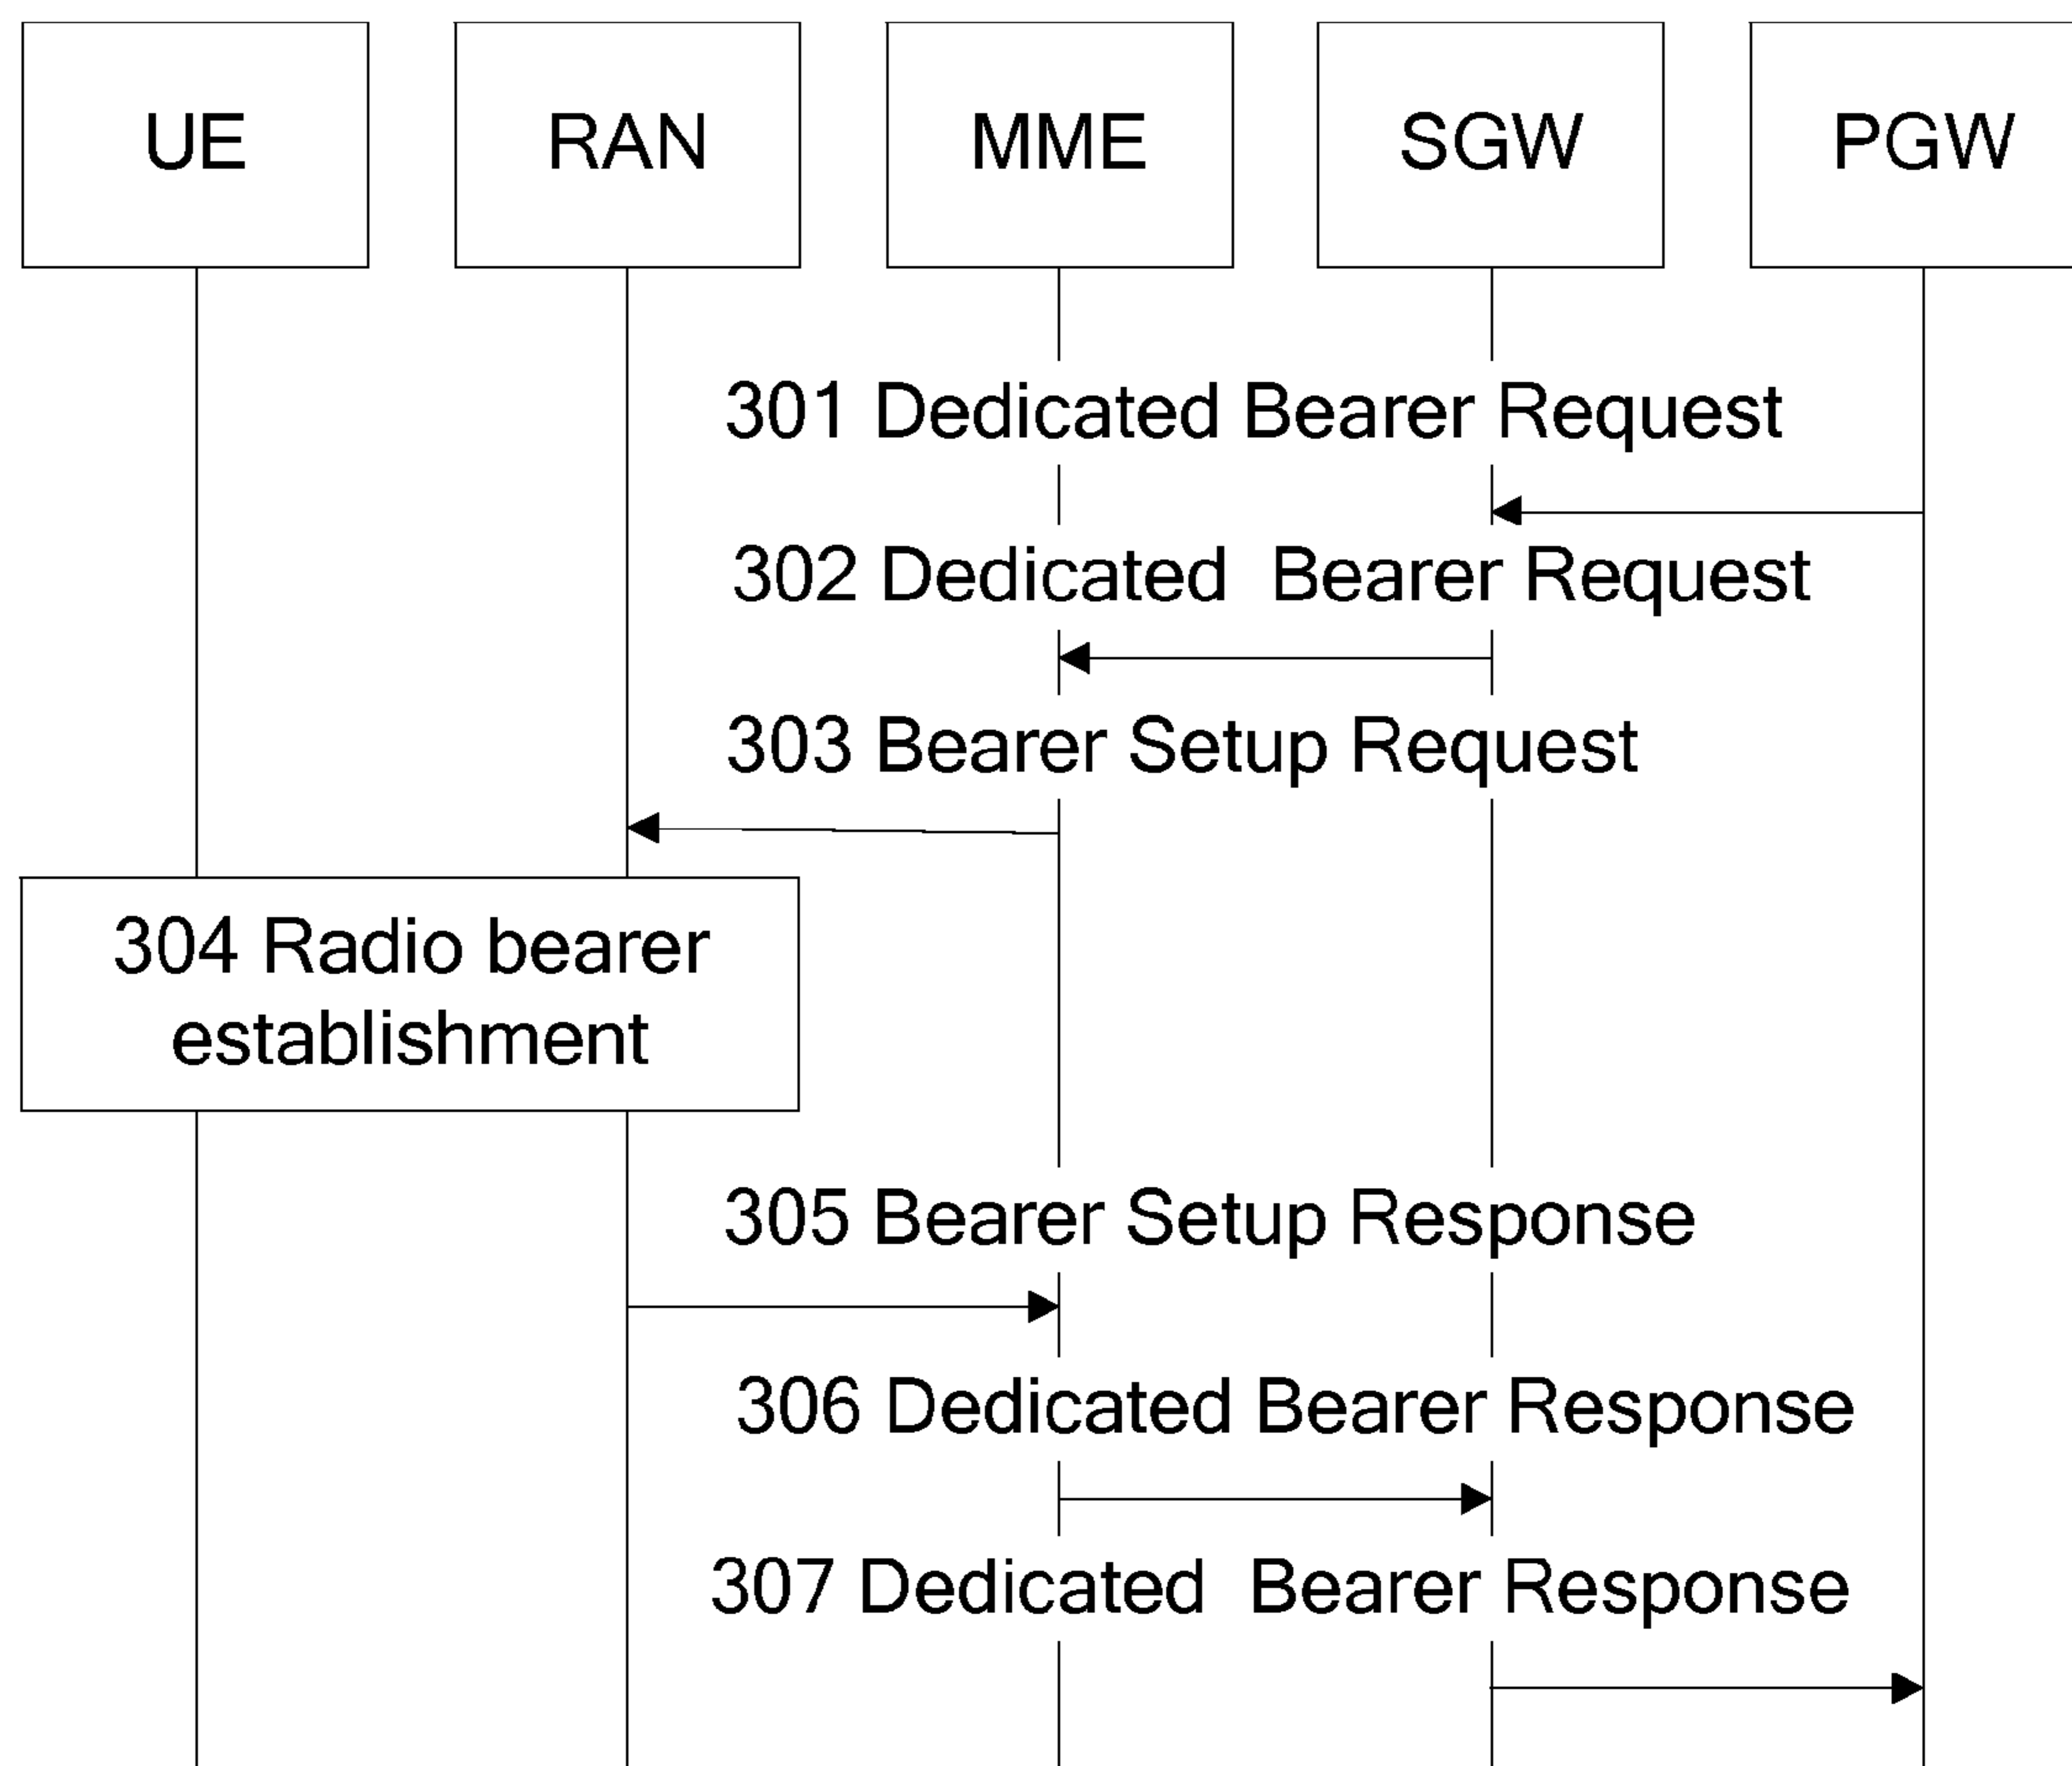 UE
RAN
MME
SGW
PGW
301 Dedicated Bearer Request
302 Dedicated  Bearer Request
303 Bearer Setup Request
304 Radio bearer
establishment
305 Bearer Setup Response
306 Dedicated Bearer Response
307 Dedicated  Bearer Response